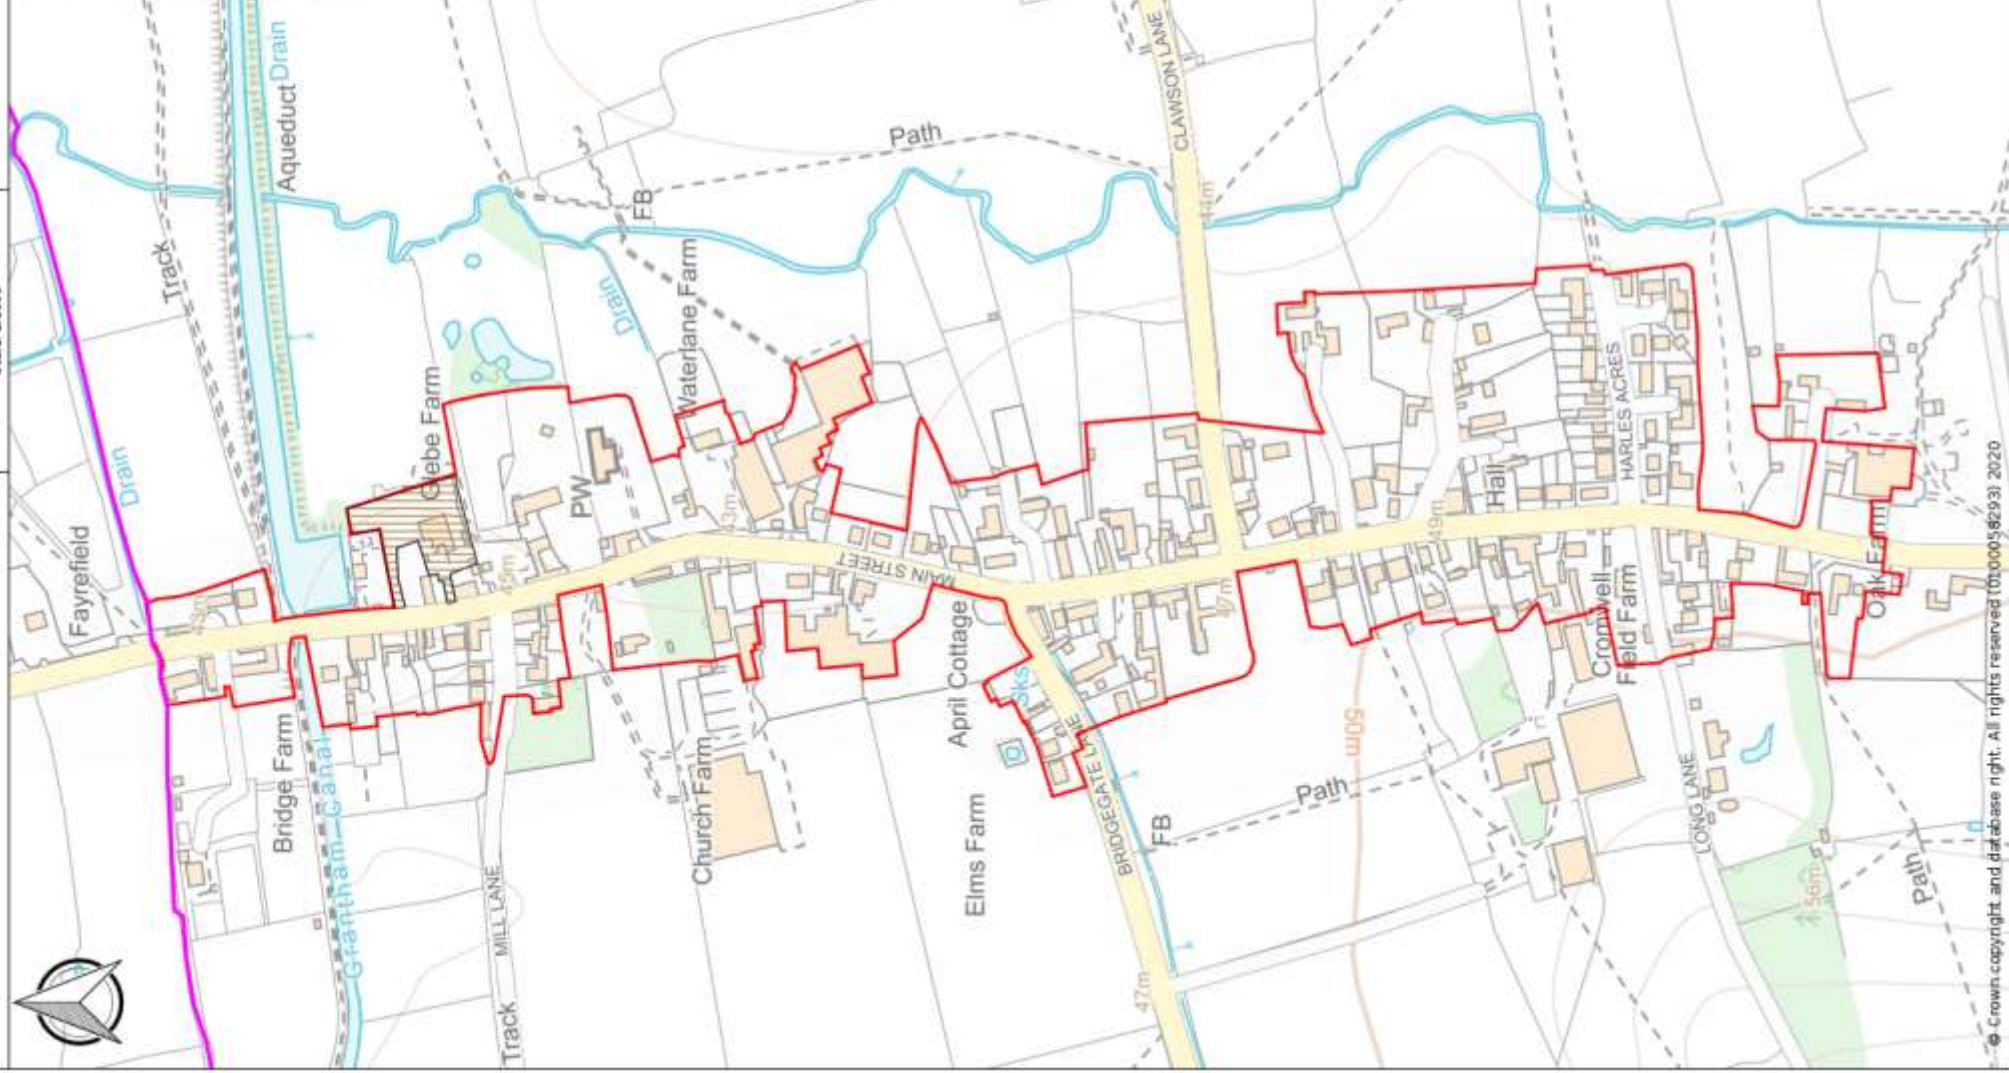 Drain
Aqueduct
Track
Drain
Fayrefield
43m
Glebe Farm
Drain
FB
Path
CLAWSON LANE
44m
Waterlane Farm
PW
45m
43m
MAIN STREET
47m
49m
Hall
HARLES ACRES
Cromwell
Field Farm
Oak Farm
Bridge Farm
Grantham Canal
MILL LANE
Track
Church Farm
April Cottage
Elms Farm
BRIDGEGATE LANE
FB
47m
Path
50m
LONG LANE
56m
Path
© Crown copyright and database right. All rights reserved (0100058293) 2020